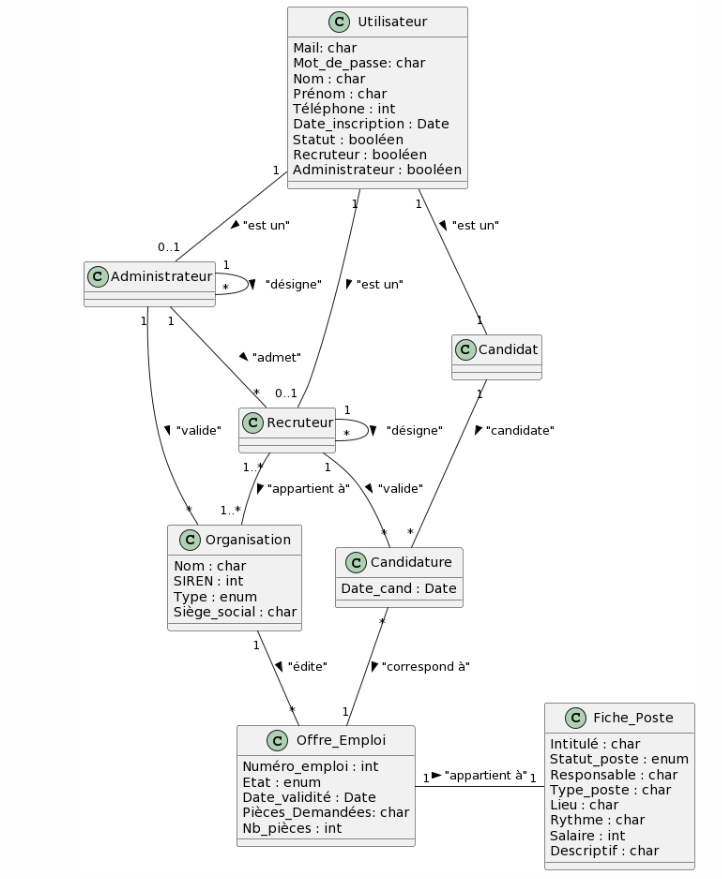 C Utilisateur
Mail: char
Mot_de_passe: char
Nom : char
Prénom : char
Téléphone : int
Date_inscription : Date
Statut : booléen
Recruteur : booléen
Administrateur : booléen
1
1
1
"est un"
"est un"
0..1
C Administrateur
1
*
"désigne"
"est un"
1
1
1
C Candidat
"admet"
*
0..1
1
C Recruteur
1
*
"désigne"
"valide"
"candidate"
1..*
1
"appartient à"
"valide"
*
1..*
*
*
C Organisation
Nom : char
SIREN : int
Type : enum
Siège_social : char
C Candidature
Date_cand : Date
1
*
"édite"
"correspond à"
*
1
C Offre_Emploi
Numéro_emploi : int
Etat : enum
Date_validité : Date
Pièces_Demandées: char
Nb_pièces : int
1 "appartient à" 1
C Fiche_Poste
Intitulé : char
Statut_poste : enum
Responsable : char
Type_poste : char
Lieu : char
Rythme : char
Salaire : int
Descriptif : char